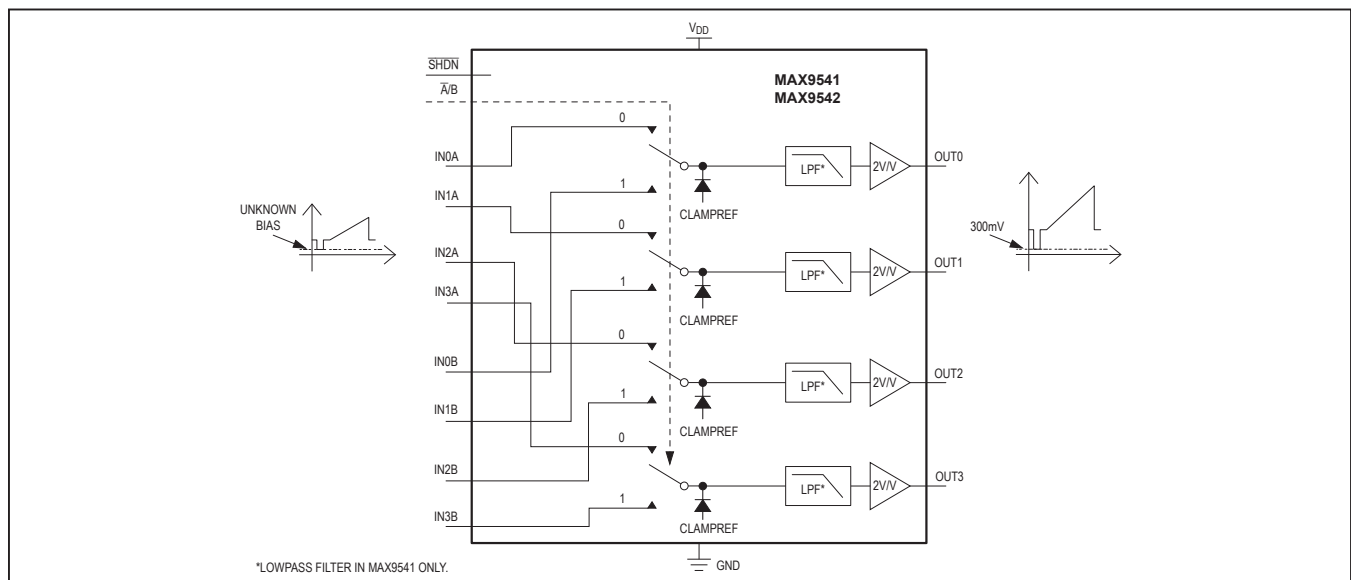 VDD
SHDN
A/B
MAX9541
MAX9542
0
IN0A
LPF*
2V/V
OUT0
1
CLAMPREF
IN1A
UNKNOWN
BIAS
0
300mV
IN2A
LPF*
2V/V
OUT1
IN3A
1
CLAMPREF
0
IN0B
LPF*
2V/V
OUT2
1
IN1B
CLAMPREF
0
IN2B
LPF*
2V/V
OUT3
1
IN3B
CLAMPREF
*LOWPASS FILTER IN MAX9541 ONLY.
GND